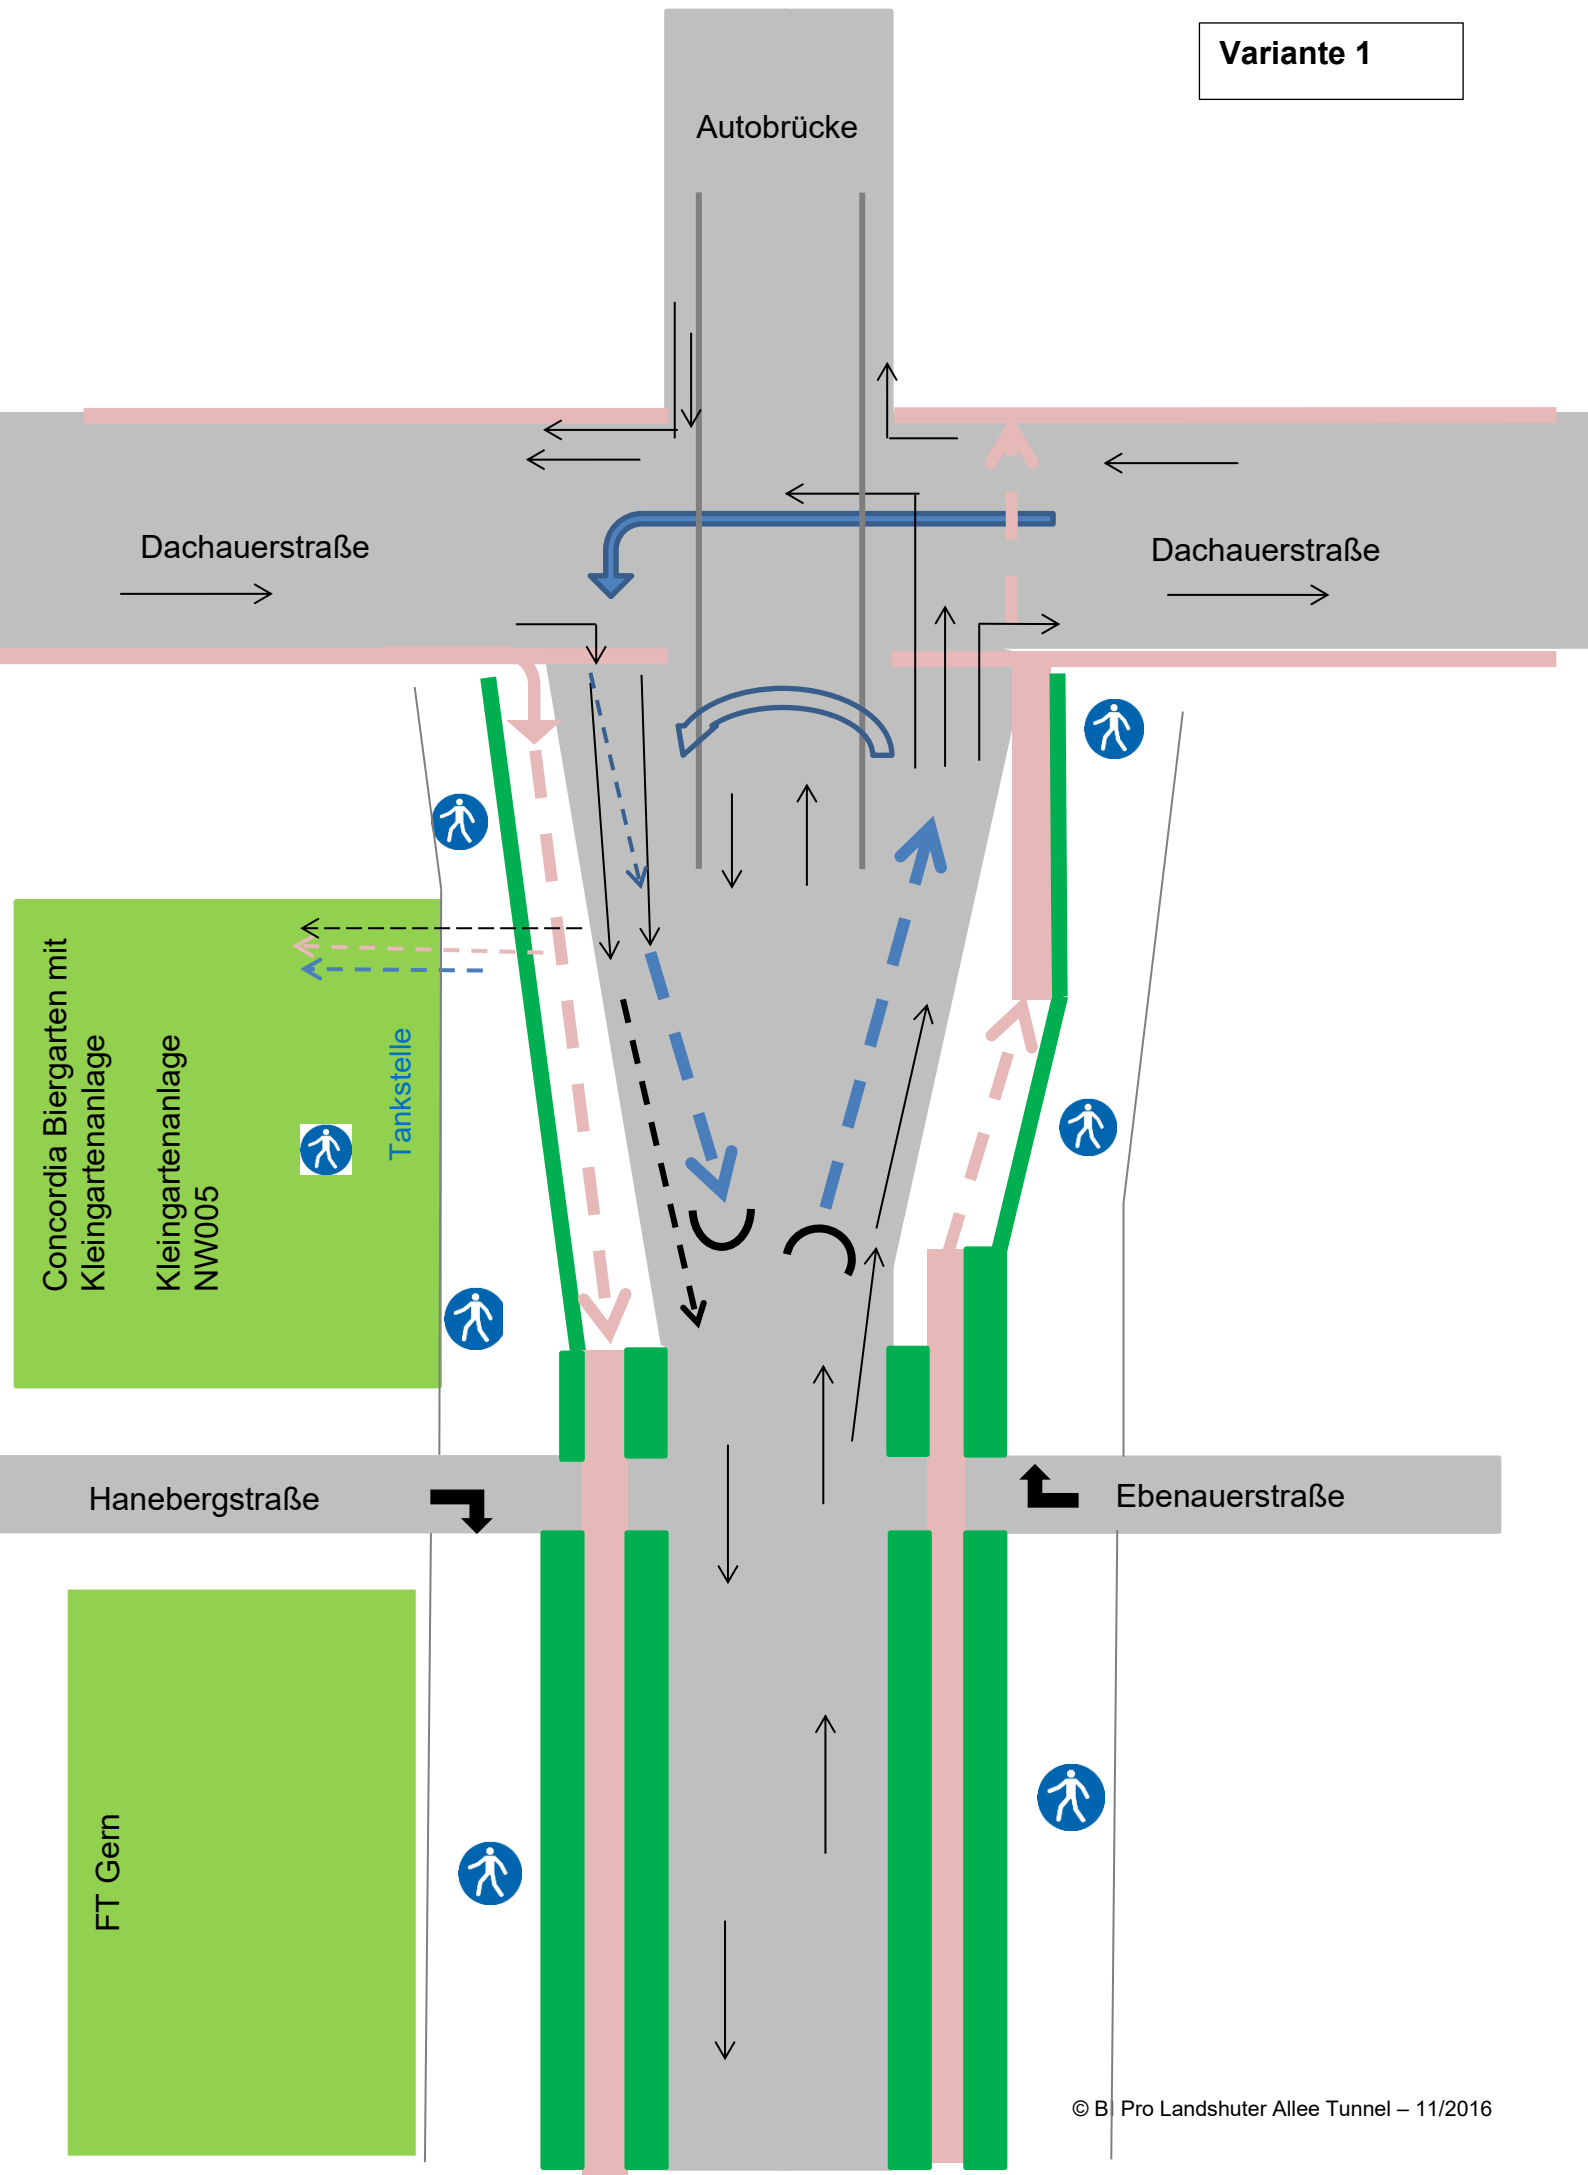 Variante 1
Autobrücke
Dachauerstraße
Dachauerstraße
Concordia Biergarten mit
Kleingartenanlage
Kleingartenanlage
NW005
Tankstelle
Hanebergstraße
Ebenauerstraße
FT Gern
© BI Pro Landshuter Allee Tunnel – 11/2016